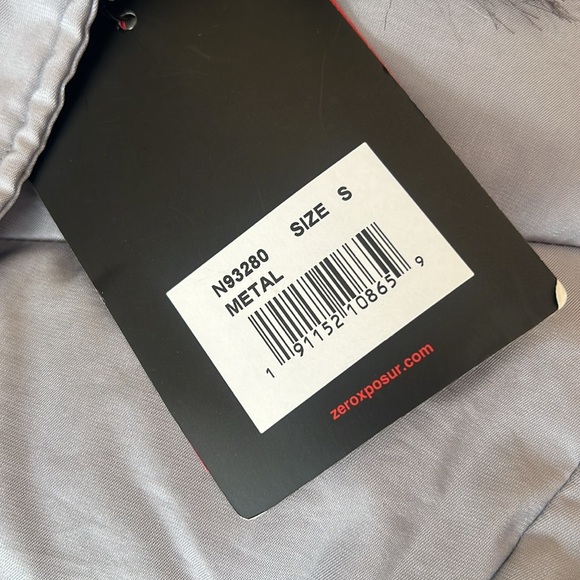 N93280 SIZE S
METAL
1 91152 10865 9
zeroxposur.com